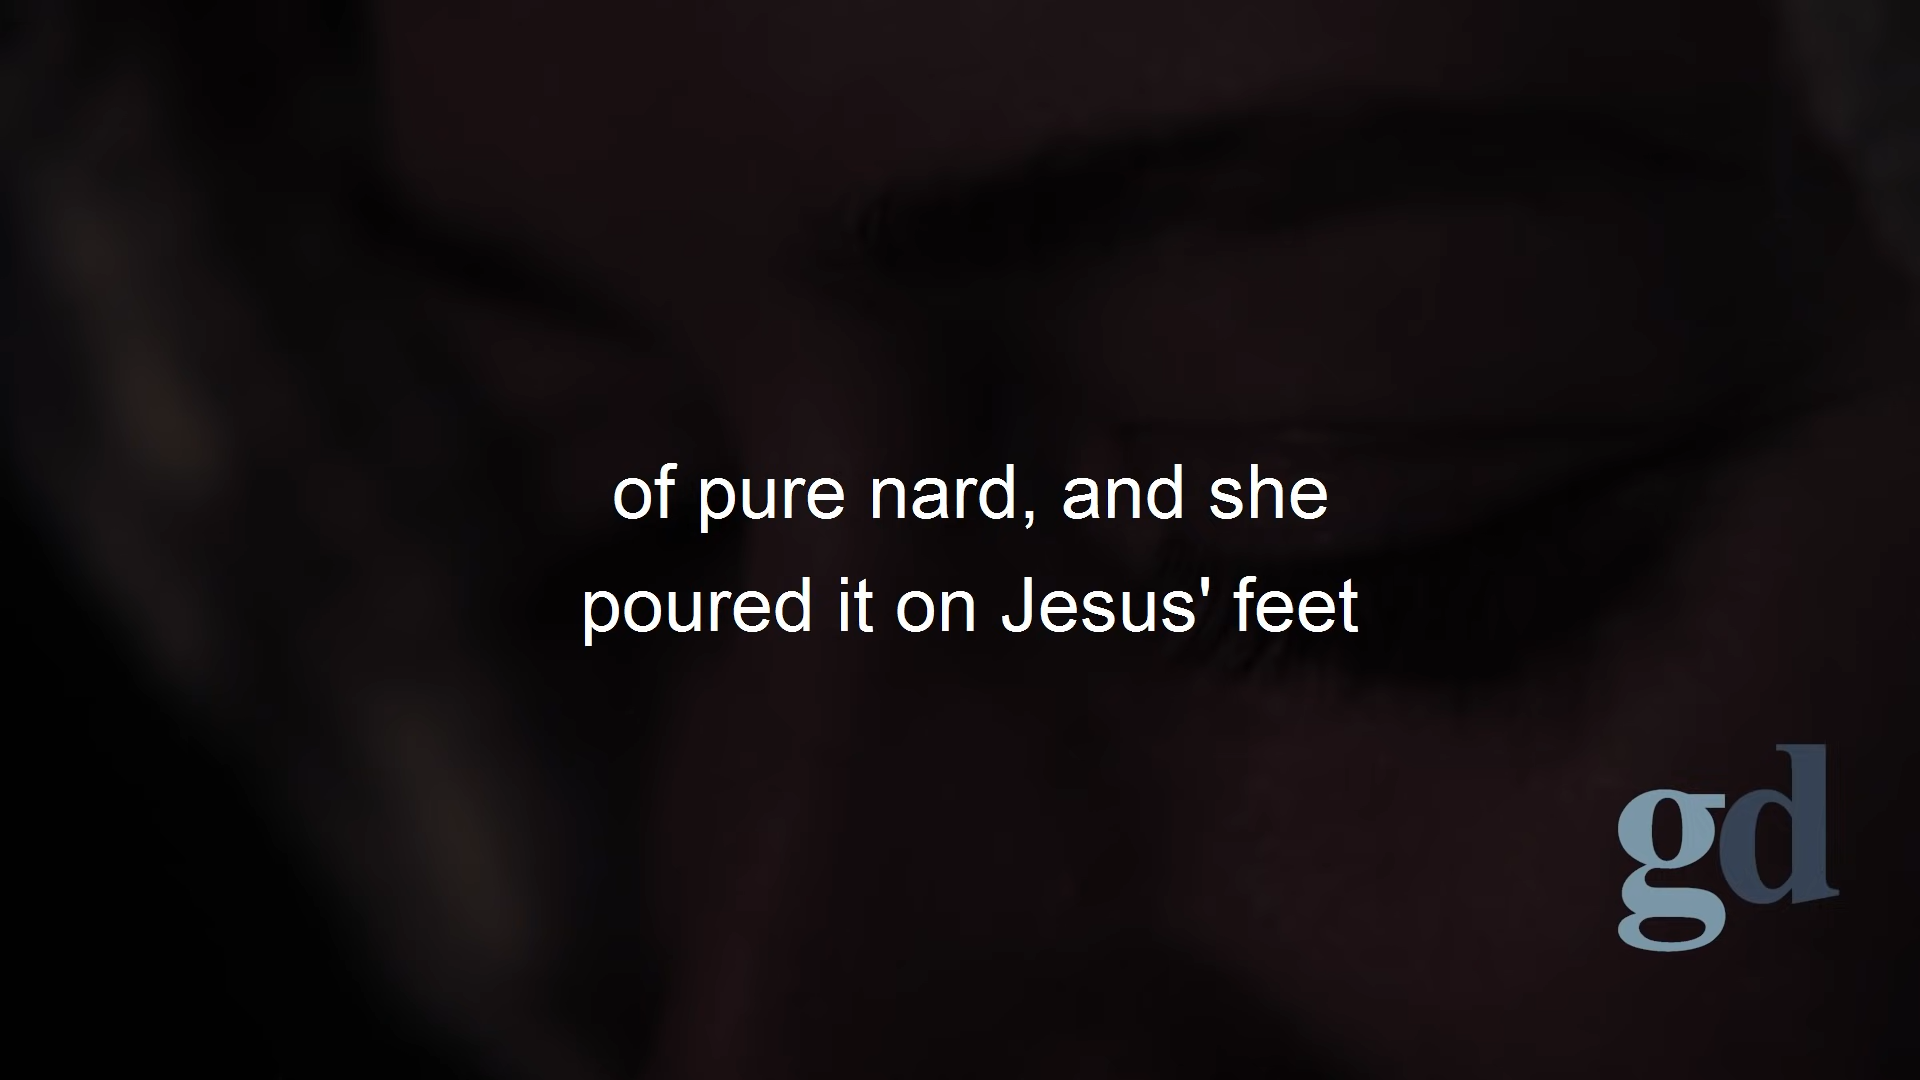 of pure nard, and she
poured it on Jesus' feet
gd